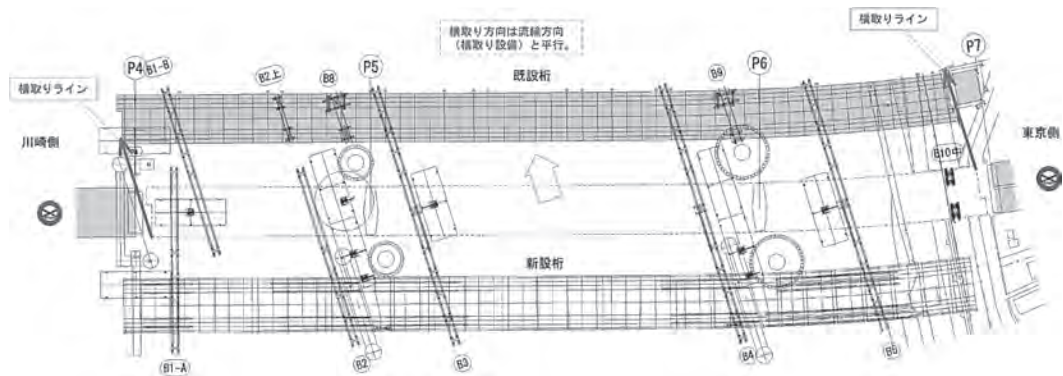 横取り方向は流線方向
(横取り設備)と平行。
横取りライン
横取りライン
P4
B1-B
B2上
B8
P5
B9
P6
P7
既設桁
川崎側
東京側
B10中
新設桁
B1-A
B2
B3
B4
B5